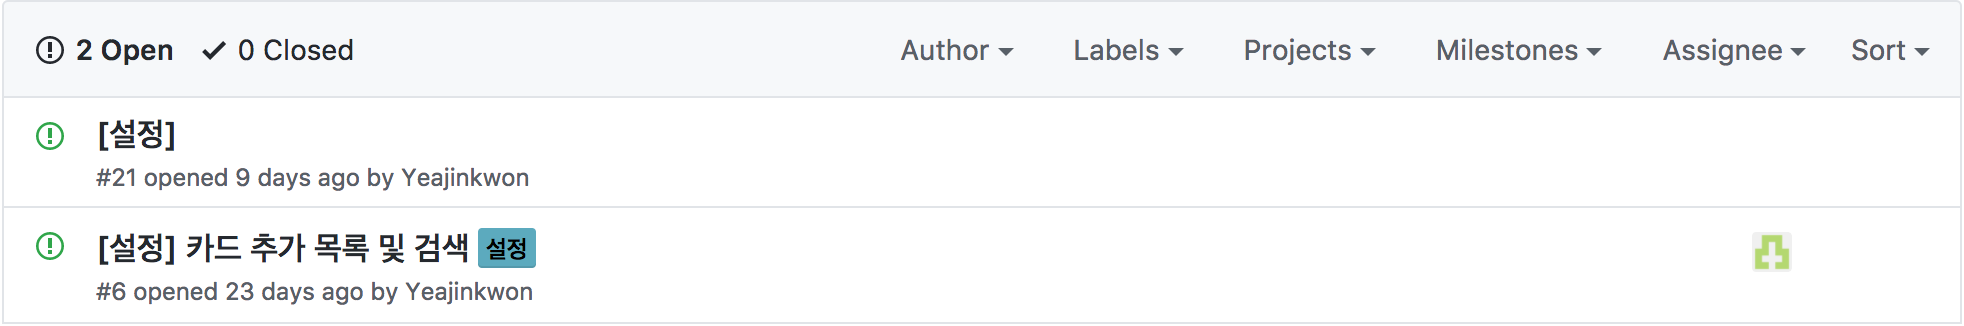 2 Open 0 Closed Author Labels Projects Milestones Assignee Sort
[설정]
#21 opened 9 days ago by Yeajinkwon
[설정] 카드 추가 목록 및 검색 설정
#6 opened 23 days ago by Yeajinkwon